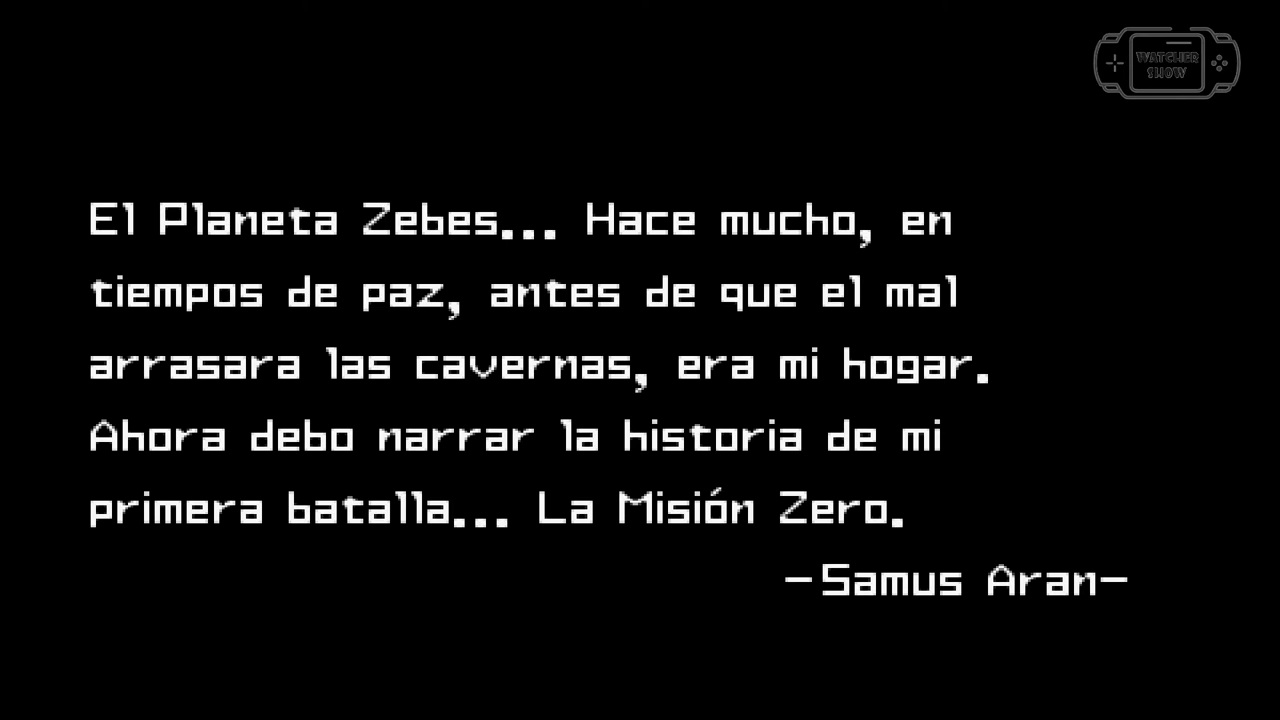 WATCHER
SHOW
El Planeta Zebes... Hace mucho, en
tiempos de paz, antes de que el mal
arrasara las cavernas, era mi hogar.
Ahora debo narrar la historia de mi
primera batalla... La Misión Zero.
-Samus Aran-